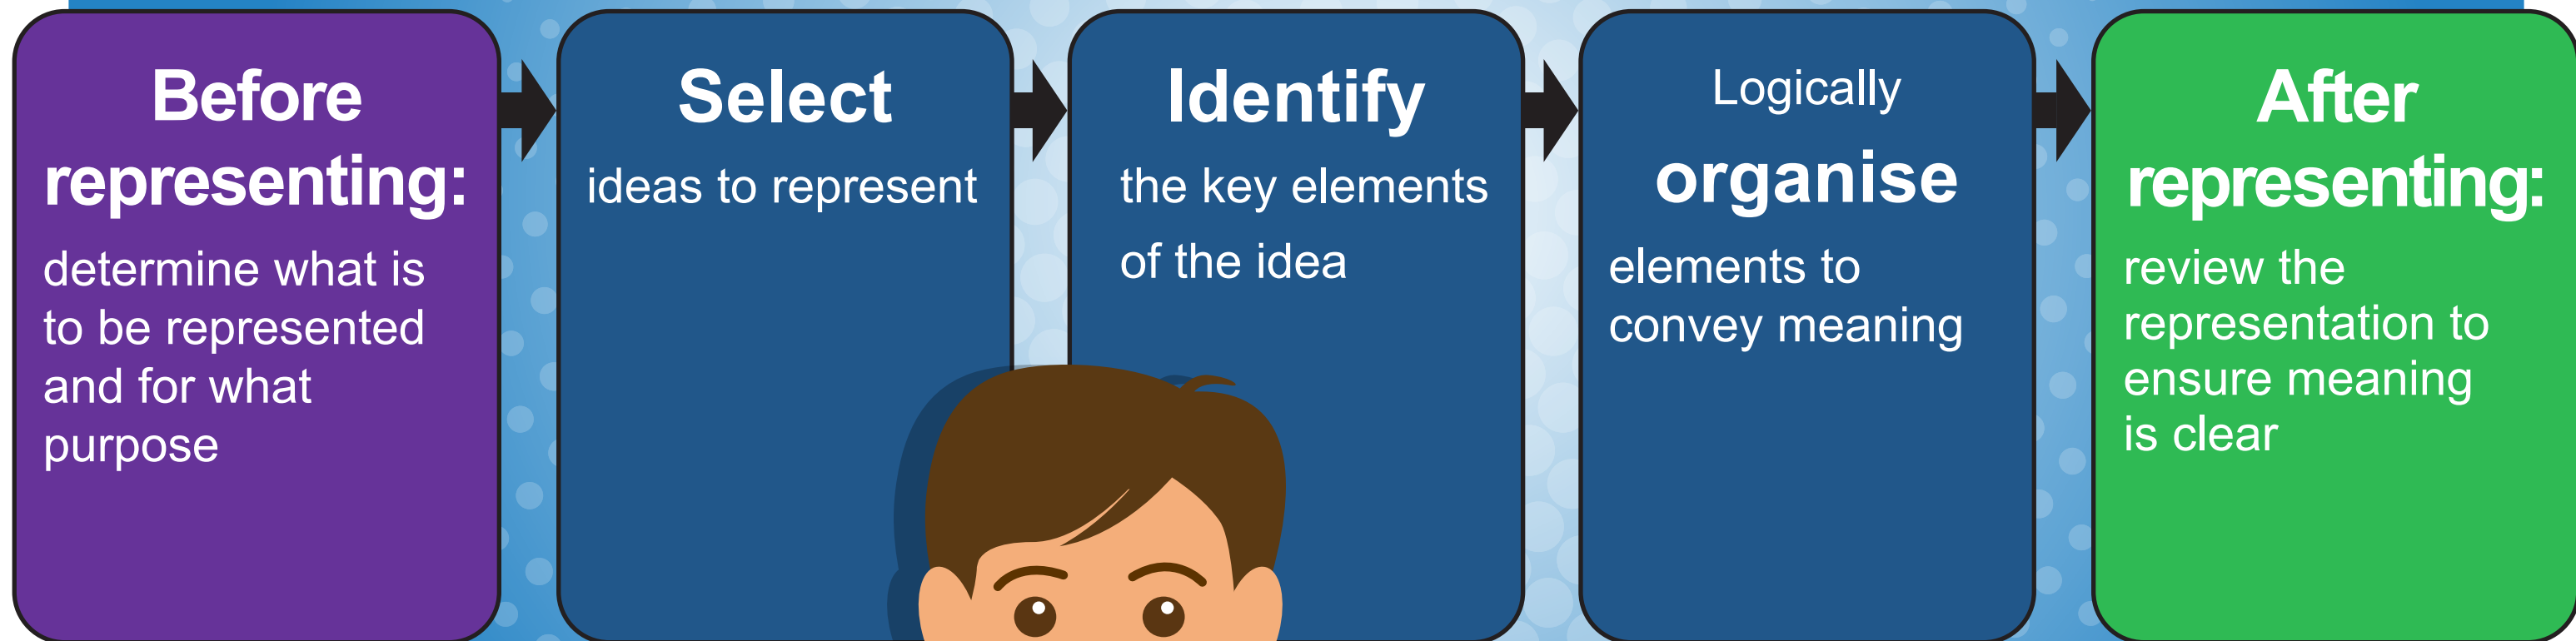 Before
representing:
determine what is
to be represented
and for what
purpose
Select
ideas to represent
Identify
the key elements
of the idea
Logically
organise
elements to
convey meaning
After
representing:
review the
representation to
ensure meaning
is clear